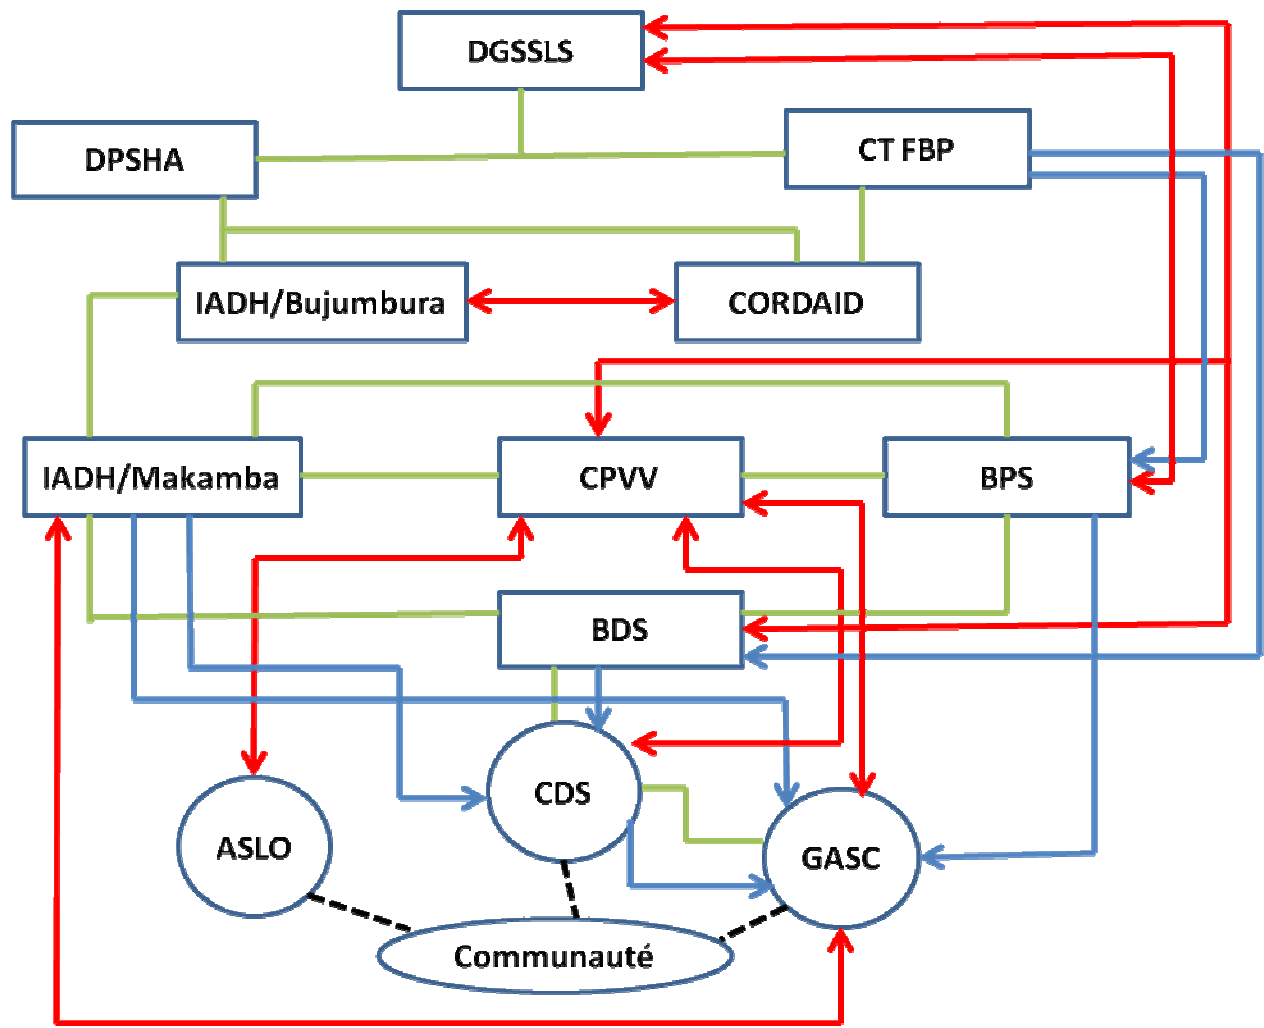 DGSSLS
DPSHA
CT FBP
IADH/Bujumbura
CORDAID
IADH/Makamba
CPVV
BPS
BDS
CDS
ASLO
GASC
Communauté